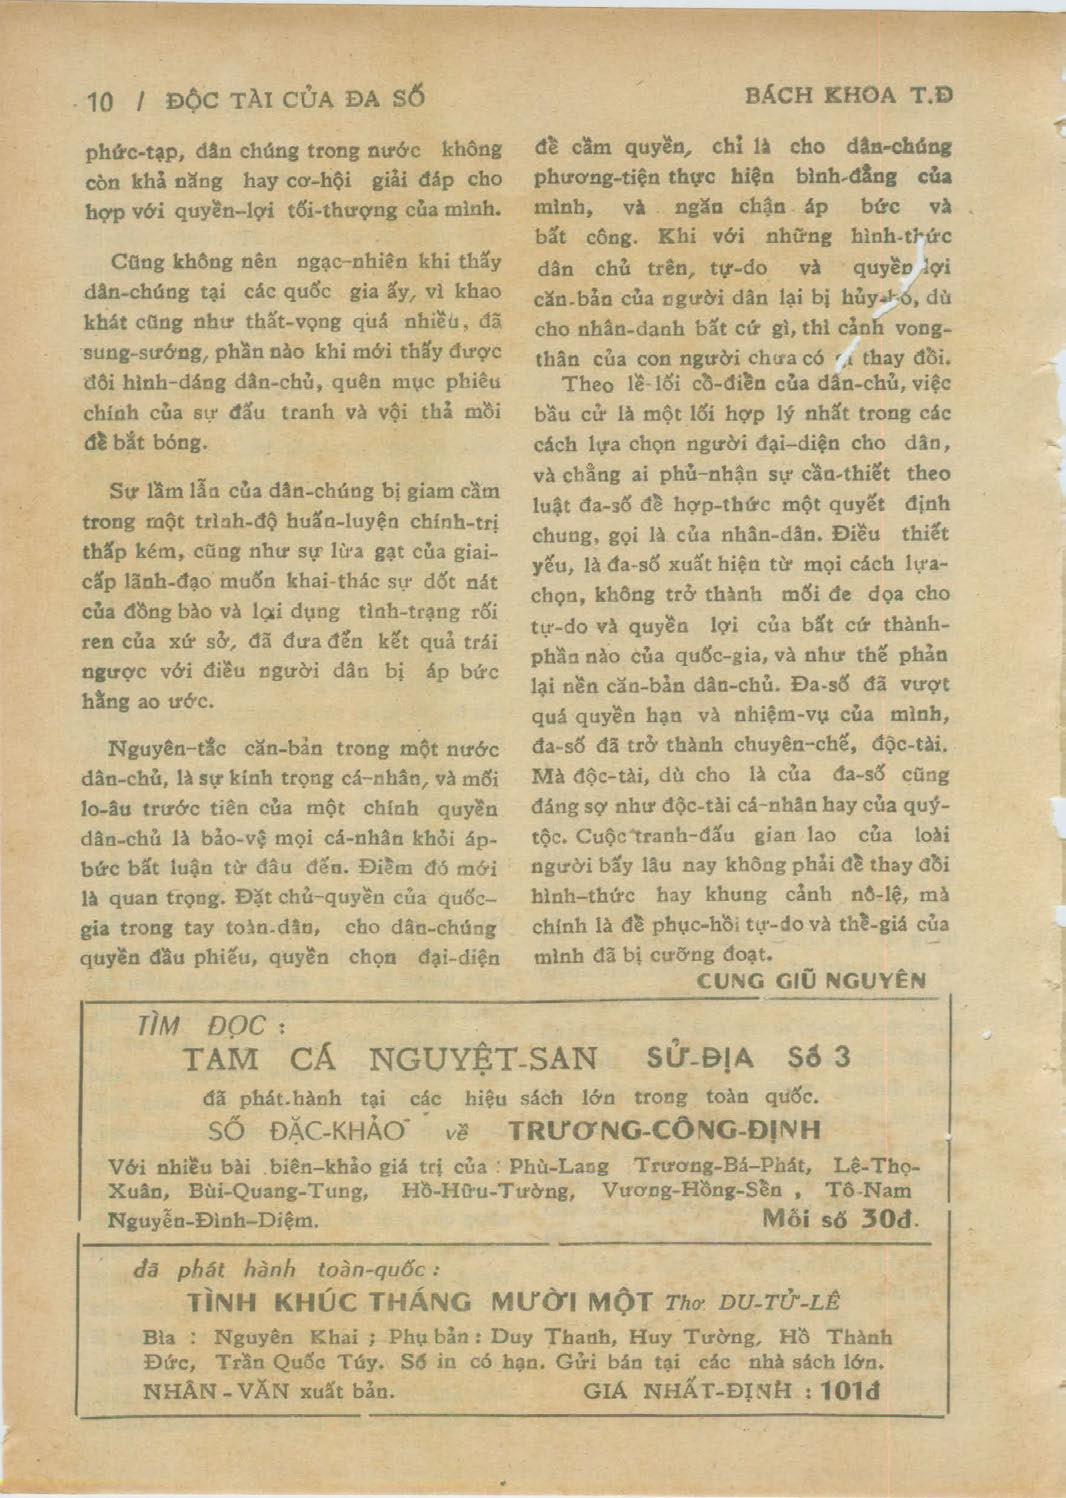 10 / ĐỘC TÀI CỦA ĐA SỐ
BÁCH KHOA T.Đ
phức-tạp, dân chúng trong nước không
còn khả năng hay cơ-hội giải đáp cho
hợp với quyền-lợi tối-thượng của mình.
Cũng không nên ngạc-nhiên khi thấy
dân-chúng tại các quốc gia ấy, vì khao
khát cũng như thất-vọng quá nhiều, đã
sung-sướng, phần nào khi mới thấy được
đôi hình-dáng dân-chủ, quên mục phiêu
chính của sự đấu tranh và vội thả mồi
để bắt bóng.
Sự lầm lẫn của dân-chúng bị giam cầm
trong một trình-độ huấn-luyện chính-trị
thấp kém, cũng như sự lừa gạt của giai-
cấp lãnh-đạo muốn khai-thác sự dốt nát
của đồng bào và lợi dụng tình-trạng rối
ren của xứ sở, đã đưa đến kết quả trái
ngược với điều người dân bị áp bức
hằng ao ước.
Nguyên-tắc căn-bản trong một nước
dân-chủ, là sự kính trọng cá-nhân, và mối
lo-âu trước tiên của một chính quyền
dân-chủ là bảo-vệ mọi cá-nhân khỏi áp-
bức bất luận từ đâu đến. Điểm đó mới
là quan trọng. Đặt chủ-quyền của quốc-
gia trong tay toàn-dân, cho dân-chúng
quyền đầu phiếu, quyền chọn đại-diện
để cầm quyền, chỉ là cho dân-chúng
phương-tiện thực hiện bình-đẳng của
mình, và ngăn chận áp bức và
bất công. Khi với những hình-thức
dân chủ trên, tự-do và quyền lợi
căn-bản của người dân lại bị hủy-bỏ, dù
cho nhân-danh bất cứ gì, thì cảnh vong-
thân của con người chưa có gì thay đổi.
Theo lề-lối cổ-điển của dân-chủ, việc
bầu cử là một lối hợp lý nhất trong các
cách lựa chọn người đại-diện cho dân,
và chẳng ai phủ-nhận sự cần-thiết theo
luật đa-số để hợp-thức một quyết định
chung, gọi là của nhân-dân. Điều thiết
yếu, là đa-số xuất hiện từ mọi cách lựa-
chọn, không trở thành mối đe dọa cho
tự-do và quyền lợi của bất cứ thành-
phần nào của quốc-gia, và như thế phản
lại nền căn-bản dân-chủ. Đa-số đã vượt
quá quyền hạn và nhiệm-vụ của mình,
đa-số đã trở thành chuyên-chế, độc-tài.
Mà độc-tài, dù cho là của đa-số cũng
đáng sợ như độc-tài cá-nhân hay của quý-
tộc. Cuộc tranh-đấu gian lao của loài
người bấy lâu nay không phải để thay đổi
hình-thức hay khung cảnh nô-lệ, mà
chính là để phục-hồi tự-do và thể-giá của
mình đã bị cưỡng đoạt.
CUNG GIŨ NGUYÊN
TÌM ĐỌC :
TAM CÁ NGUYỆT-SAN SỬ-ĐỊA Số 3
đã phát-hành tại các hiệu sách lớn trong toàn quốc.
SỐ ĐẶC-KHẢO về TRƯƠNG-CÔNG-ĐỊNH
Với nhiều bài biên-khảo giá trị của : Phù-Lang Trương-Bá-Phát, Lê-Thọ-
Xuân, Bùi-Quang-Tung, Hồ-Hữu-Tường, Vương-Hồng-Sển , Tô-Nam
Nguyễn-Đình-Diệm. Mỗi số 30đ.
đã phát hành toàn-quốc :
TÌNH KHÚC THÁNG MƯỜI MỘT Thơ DU-TỬ-LÊ
Bìa : Nguyên Khai ; Phụ bản : Duy Thanh, Huy Tường, Hồ Thành
Đức, Trần Quốc Túy. Số in có hạn. Gửi bán tại các nhà sách lớn.
NHÂN - VĂN xuất bản. GIÁ NHẤT-ĐỊNH : 101đ